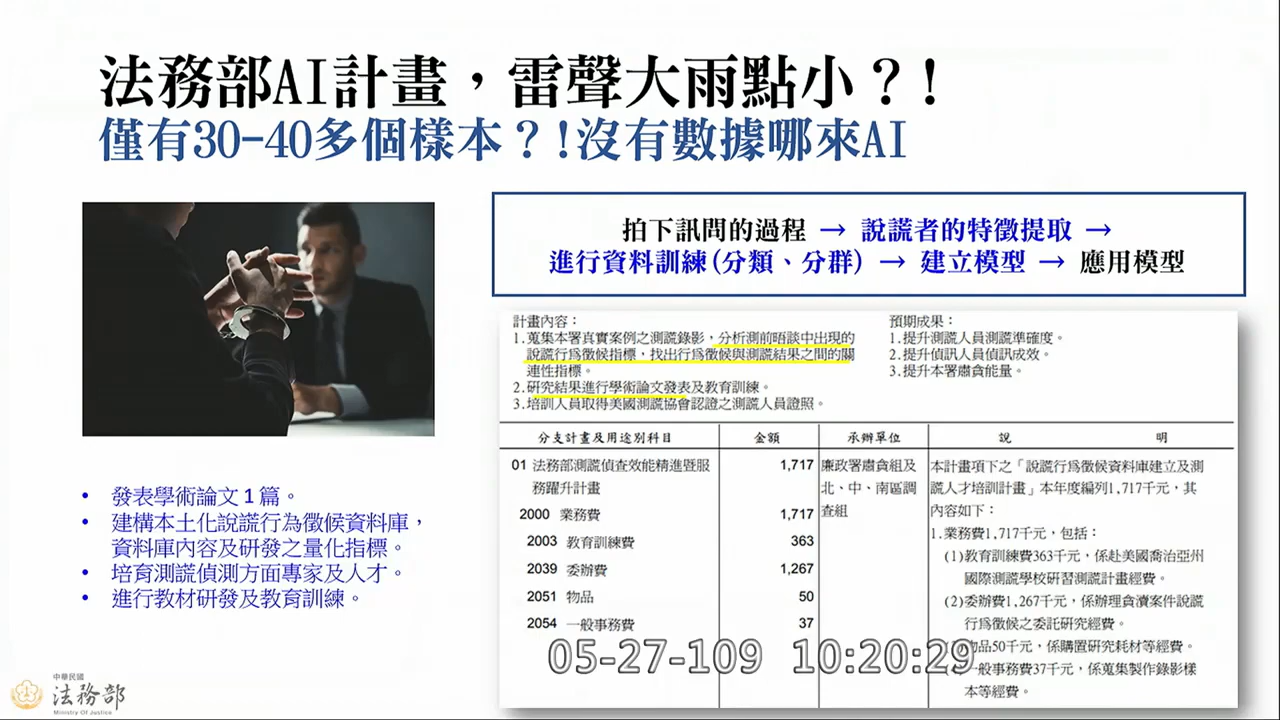 法務部AI計畫，雷聲大雨點小？!
僅有30-40多個樣本？!沒有數據哪來AI
拍下訊問的過程 → 說謊者的特徵提取 →
進行資料訓練(分類、分群) → 建立模型 → 應用模型
• 發表學術論文1篇。
• 建構本土化說謊行為徵候資料庫，
資料庫內容及研發之量化指標。
• 培育測謊偵測方面專家及人才。
• 進行教材研發及教育訓練。
計畫內容：
1.蒐集本署真實案例之測謊錄影，分析測前晤談中出現的
說謊行為徵候指標，找出行為徵候與測謊結果之間的關
連性指標。
2.研究結果進行學術論文發表及教育訓練。
3.培訓人員取得美國測謊協會認證之測謊人員證照。
預期成果：
1.提升測謊人員測謊準確度。
2.提升偵訊人員偵訊成效。
3.提升本署肅貪能量。
分支計畫及用途別科目 金額 承辦單位 說 明
01 法務部測謊偵查效能精進暨服
務躍升計畫
1,717
2000 業務費 1,717
2003 教育訓練費 363
2039 委辦費 1,267
2051 物品 50
2054 一般事務費 37
廉政署肅貪組及
北、中、南區調
查組
本計畫項下之「說謊行為徵候資料庫建立及測
謊人才培訓計畫」本年度編列1,717千元，其
內容如下：
1.業務費1,717千元，包括：
(1)教育訓練費363千元，係赴美國喬治亞州
國際測謊學校研習測謊計畫經費。
(2)委辦費1,267千元，係辦理貪瀆案件說謊
行為徵候之委託研究經費。
物品50千元，係購置研究耗材等經費。
一般事務費37千元，係蒐集製作錄影樣
本等經費。
05-27-109 10:20:29
中華民國
法務部
Ministry Of Justice